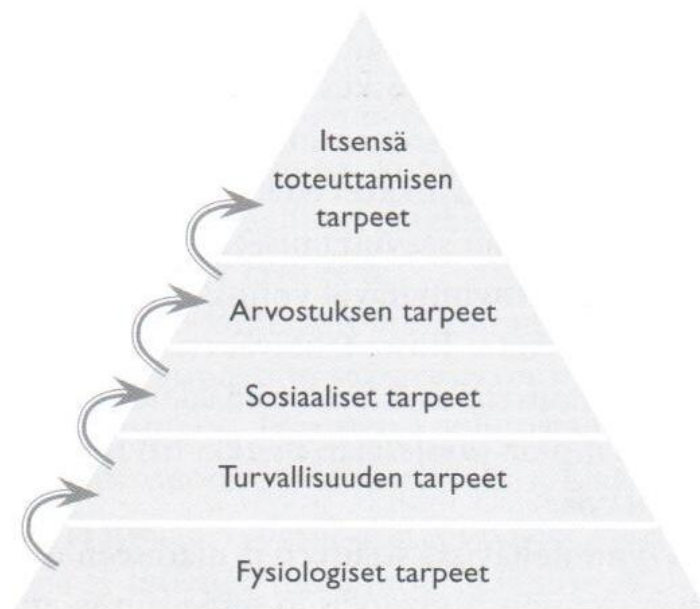 Itsensä
toteuttamisen
tarpeet
Arvostuksen tarpeet
Sosiaaliset tarpeet
Turvallisuuden tarpeet
Fysiologiset tarpeet